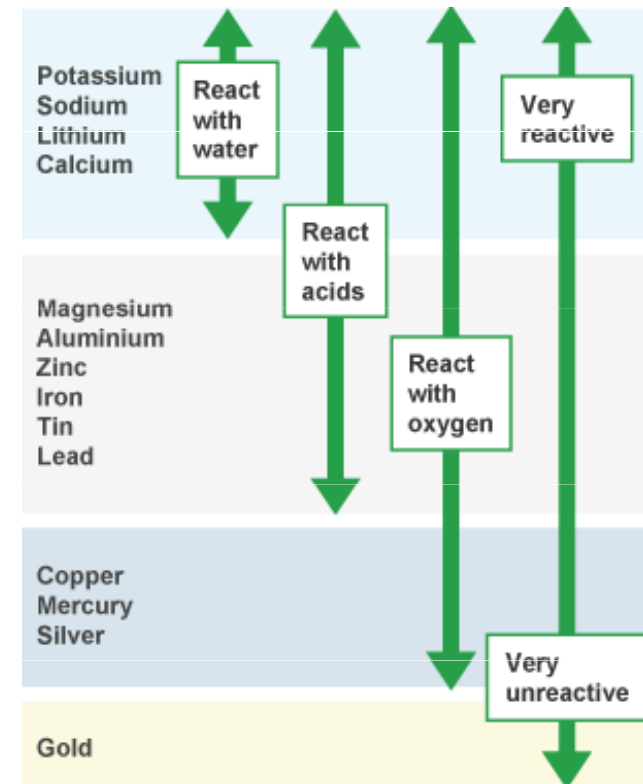 Potassium
Sodium
Lithium
Calcium
React
with
water
Very
reactive
React
with
acids
Magnesium
Aluminium
Zinc
Iron
Tin
Lead
React
with
oxygen
Copper
Mercury
Silver
Very
unreactive
Gold